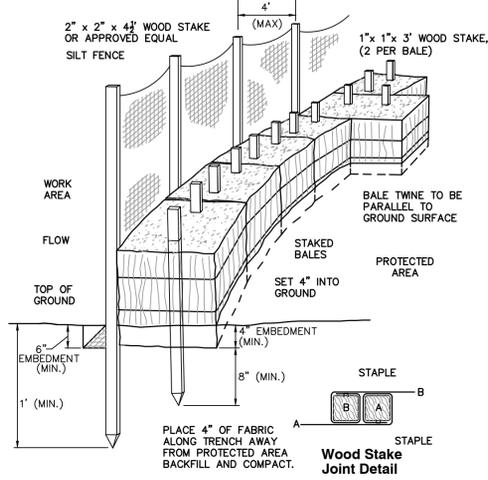 4'
(MAX)
2" x 2" x 4½' WOOD STAKE
OR APPROVED EQUAL
SILT FENCE
1"x 1"x 3' WOOD STAKE,
(2 PER BALE)
WORK
AREA
BALE TWINE TO BE
PARALLEL TO
GROUND SURFACE
FLOW
STAKED
BALES
PROTECTED
AREA
TOP OF
GROUND
SET 4" INTO
GROUND
6"
EMBEDMENT
(MIN.)
4" EMBEDMENT
(MIN.)
8" (MIN.)
1' (MIN.)
STAPLE
B
B
A
A
STAPLE
PLACE 4" OF FABRIC
ALONG TRENCH AWAY
FROM PROTECTED AREA
BACKFILL AND COMPACT.
Wood Stake
Joint Detail